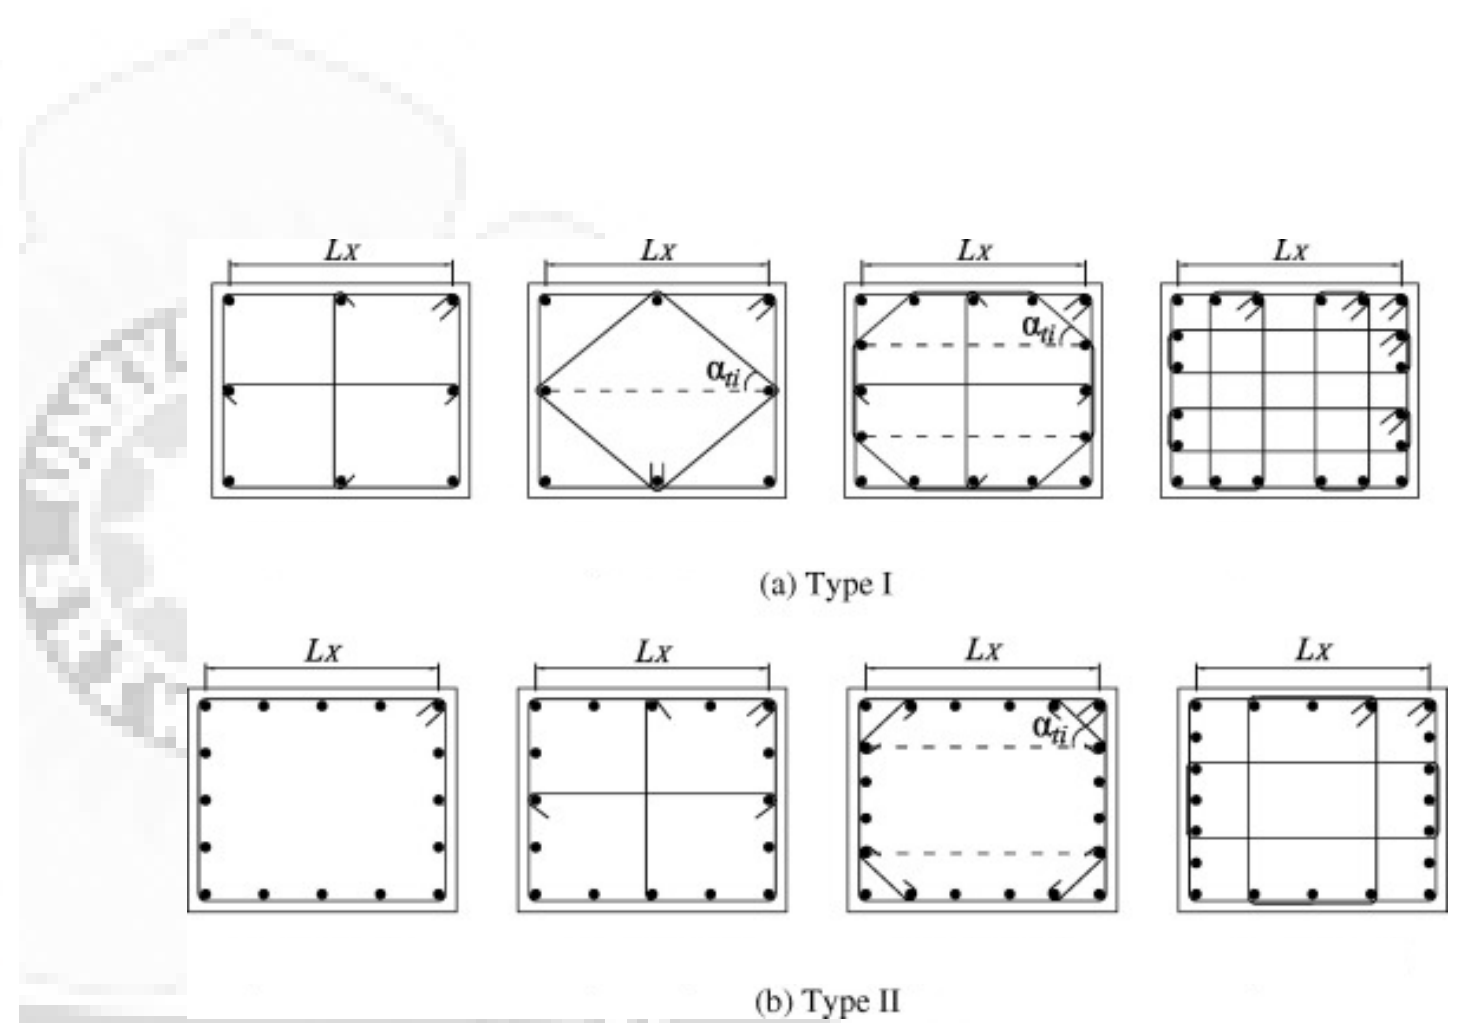 Lx Lx Lx Lx
αti αti
(a) Type I
Lx Lx Lx Lx
αti
(b) Type II